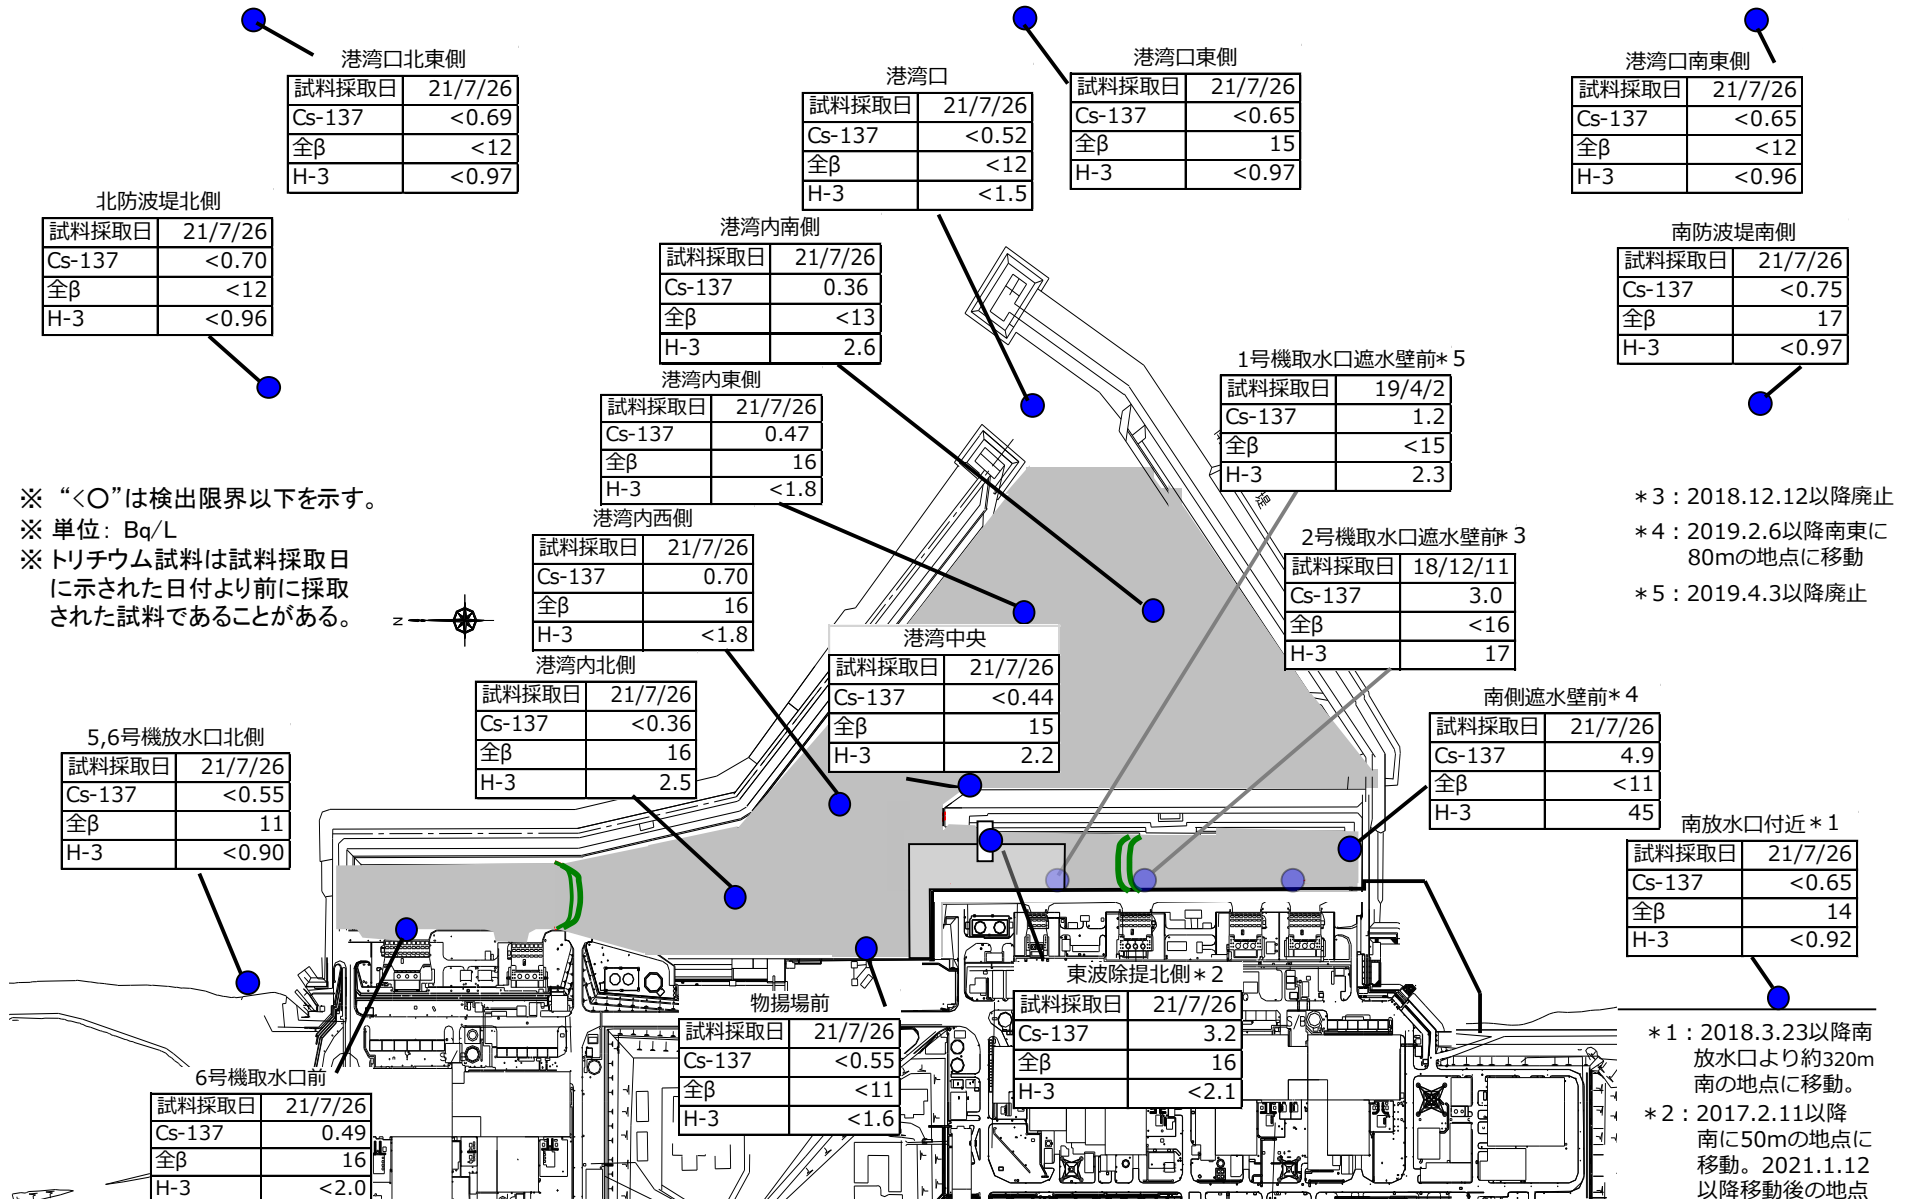 港湾口北東側
試料採取日 21/7/26
Cs-137 <0.69
全β <12
H-3 <0.97
港湾口
試料採取日 21/7/26
Cs-137 <0.52
全β <12
H-3 <1.5
港湾口東側
試料採取日 21/7/26
Cs-137 <0.65
全β 15
H-3 <0.97
港湾口南東側
試料採取日 21/7/26
Cs-137 <0.65
全β <12
H-3 <0.96
北防波堤北側
試料採取日 21/7/26
Cs-137 <0.70
全β <12
H-3 <0.96
港湾内南側
試料採取日 21/7/26
Cs-137 0.36
全β <13
H-3 2.6
南防波堤南側
試料採取日 21/7/26
Cs-137 <0.75
全β 17
H-3 <0.97
港湾内東側
試料採取日 21/7/26
Cs-137 0.47
全β 16
H-3 <1.8
1号機取水口遮水壁前*5
試料採取日 19/4/2
Cs-137 1.2
全β <15
H-3 2.3
堤
※ “<〇”は検出限界以下を示す。
※ 単位: Bq/L
※ トリチウム試料は試料採取日
に示された日付より前に採取
された試料であることがある。
N
港湾内西側
試料採取日 21/7/26
Cs-137 0.70
全β 16
H-3 <1.8
2号機取水口遮水壁前*3
試料採取日 18/12/11
Cs-137 3.0
全β <16
H-3 17
*3:2018.12.12以降廃止
*4:2019.2.6以降南東に
80mの地点に移動
*5:2019.4.3以降廃止
港湾中央
試料採取日 21/7/26
Cs-137 <0.44
全β 15
H-3 2.2
港湾内北側
試料採取日 21/7/26
Cs-137 <0.36
全β 16
H-3 2.5
南側遮水壁前*4
試料採取日 21/7/26
Cs-137 4.9
全β <11
H-3 45
5,6号機放水口北側
試料採取日 21/7/26
Cs-137 <0.55
全β 11
H-3 <0.90
南放水口付近*1
試料採取日 21/7/26
Cs-137 <0.65
全β 14
H-3 <0.92
東波除堤北側*2
試料採取日 21/7/26
Cs-137 3.2
全β 16
H-3 <2.1
物揚場前
試料採取日 21/7/26
Cs-137 <0.55
全β <11
H-3 <1.6
6号機取水口前
試料採取日 21/7/26
Cs-137 0.49
全β 16
H-3 <2.0
*1:2018.3.23以降南
放水口より約320m
南の地点に移動。
*2:2017.2.11以降
南に50mの地点に
移動。2021.1.12
以降移動後の地点